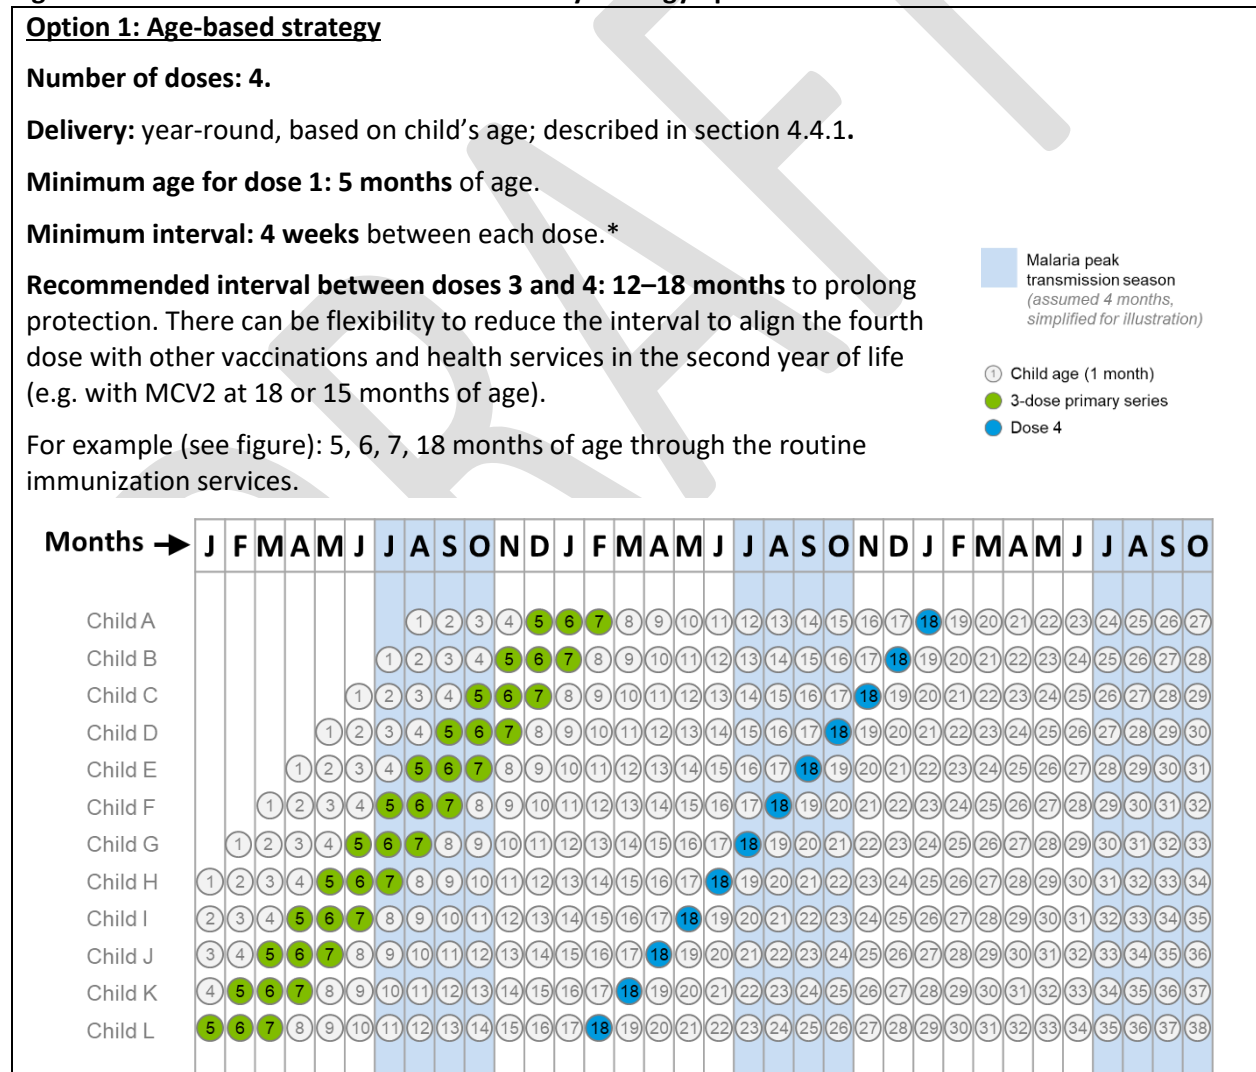 Option 1: Age-based strategy
Number of doses: 4.
Delivery: year-round, based on child’s age; described in section 4.4.1.
Minimum age for dose 1: 5 months of age.
Minimum interval: 4 weeks between each dose.*
Recommended interval between doses 3 and 4: 12–18 months to prolong
protection. There can be flexibility to reduce the interval to align the fourth
dose with other vaccinations and health services in the second year of life
(e.g. with MCV2 at 18 or 15 months of age).
For example (see figure): 5, 6, 7, 18 months of age through the routine
immunization services.
Malaria peak
transmission season
(assumed 4 months,
simplified for illustration)
1 Child age (1 month)
3-dose primary series
Dose 4
Months J F M A M J J A S O N D J F M A M J J A S O N D J F M A M J J A S O
Child A 1 2 3 4 5 6 7 8 9 10 11 12 13 14 15 16 17 18 19 20 21 22 23 24 25 26 27
Child B 1 2 3 4 5 6 7 8 9 10 11 12 13 14 15 16 17 18 19 20 21 22 23 24 25 26 27 28
Child C 1 2 3 4 5 6 7 8 9 10 11 12 13 14 15 16 17 18 19 20 21 22 23 24 25 26 27 28 29
Child D 1 2 3 4 5 6 7 8 9 10 11 12 13 14 15 16 17 18 19 20 21 22 23 24 25 26 27 28 29 30
Child E 1 2 3 4 5 6 7 8 9 10 11 12 13 14 15 16 17 18 19 20 21 22 23 24 25 26 27 28 29 30 31
Child F 1 2 3 4 5 6 7 8 9 10 11 12 13 14 15 16 17 18 19 20 21 22 23 24 25 26 27 28 29 30 31 32
Child G 1 2 3 4 5 6 7 8 9 10 11 12 13 14 15 16 17 18 19 20 21 22 23 24 25 26 27 28 29 30 31 32 33
Child H 1 2 3 4 5 6 7 8 9 10 11 12 13 14 15 16 17 18 19 20 21 22 23 24 25 26 27 28 29 30 31 32 33 34
Child I 2 3 4 5 6 7 8 9 10 11 12 13 14 15 16 17 18 19 20 21 22 23 24 25 26 27 28 29 30 31 32 33 34 35
Child J 3 4 5 6 7 8 9 10 11 12 13 14 15 16 17 18 19 20 21 22 23 24 25 26 27 28 29 30 31 32 33 34 35 36
Child K 4 5 6 7 8 9 10 11 12 13 14 15 16 17 18 19 20 21 22 23 24 25 26 27 28 29 30 31 32 33 34 35 36 37
Child L 5 6 7 8 9 10 11 12 13 14 15 16 17 18 19 20 21 22 23 24 25 26 27 28 29 30 31 32 33 34 35 36 37 38
DRAFT